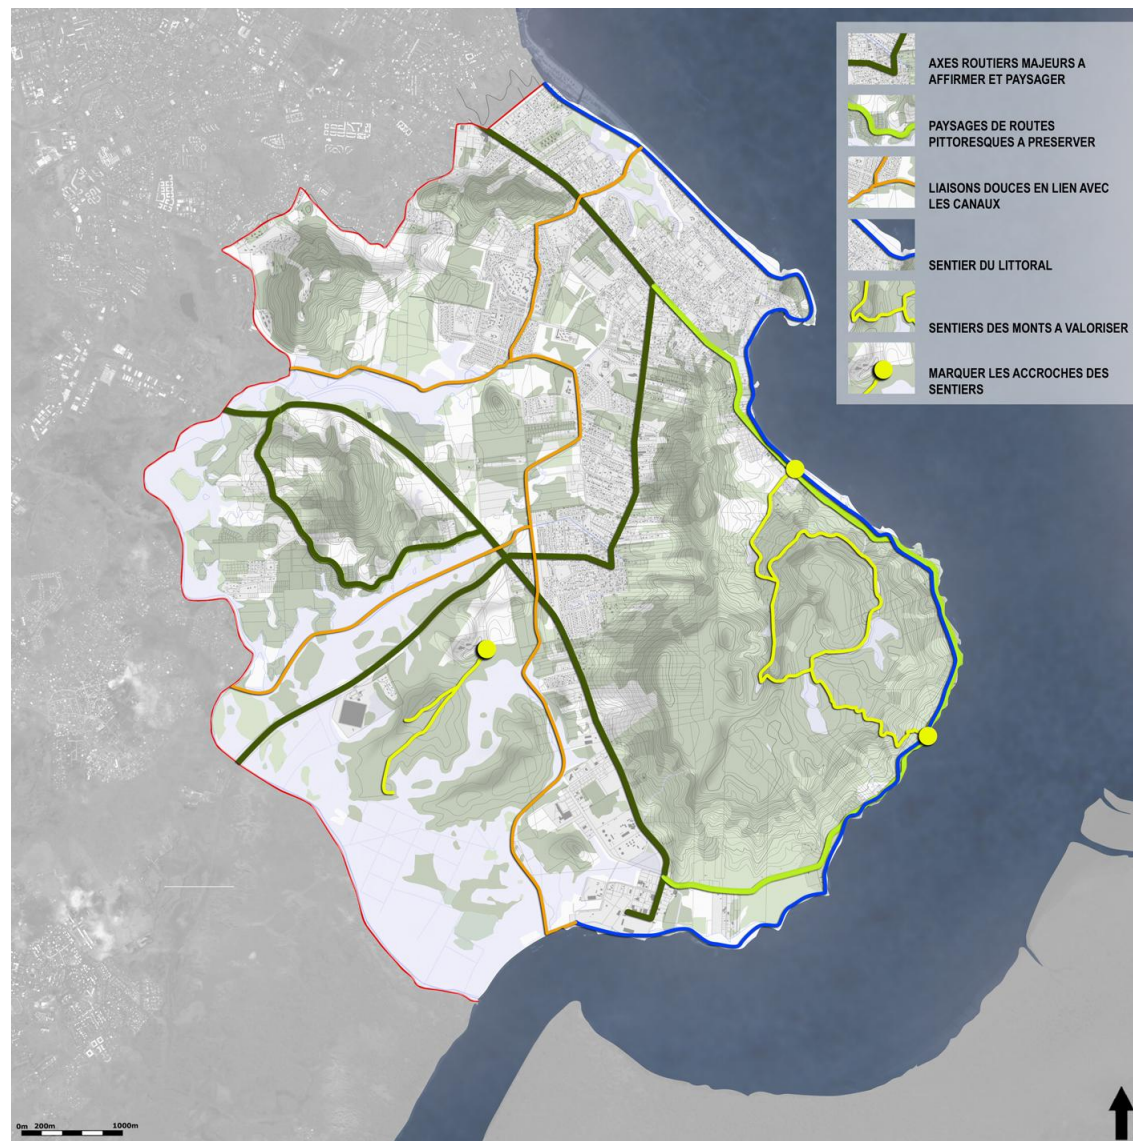 AXES ROUTIERS MAJEURS A
AFFIRMER ET PAYSAGER
PAYSAGES DE ROUTES
PITTORESQUES A PRESERVER
LIAISONS DOUCES EN LIEN AVEC
LES CANAUX
SENTIER DU LITTORAL
SENTIERS DES MONTS A VALORISER
MARQUER LES ACCROCHES DES
SENTIERS
0m 200m 1000m